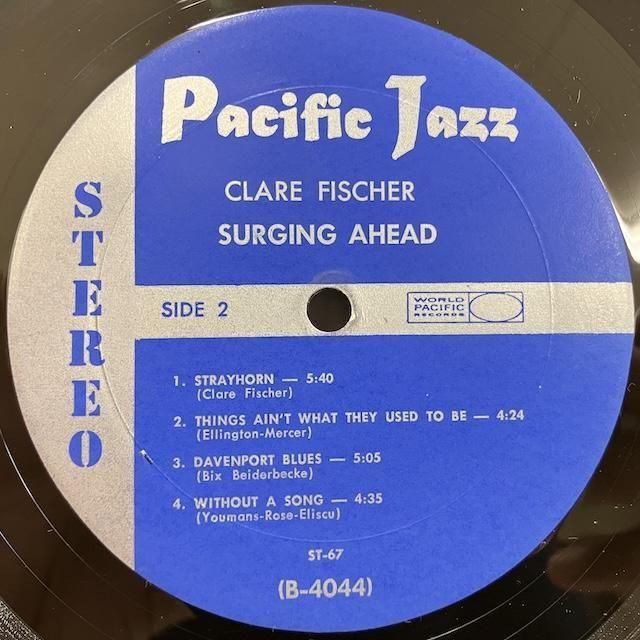 Pacific Jazz
CLARE FISCHER
SURGING AHEAD
STEREO
SIDE 2
WORLD
PACIFIC
RECORDS
1. STRAYHORN — 5:40
(Clare Fischer)
2. THINGS AIN'T WHAT THEY USED TO BE — 4:24
(Ellington-Mercer)
3. DAVENPORT BLUES — 5:05
(Bix Beiderbecke)
4. WITHOUT A SONG — 4:35
(Youmans-Rose-Eliscu)
ST-67
(B-4044)